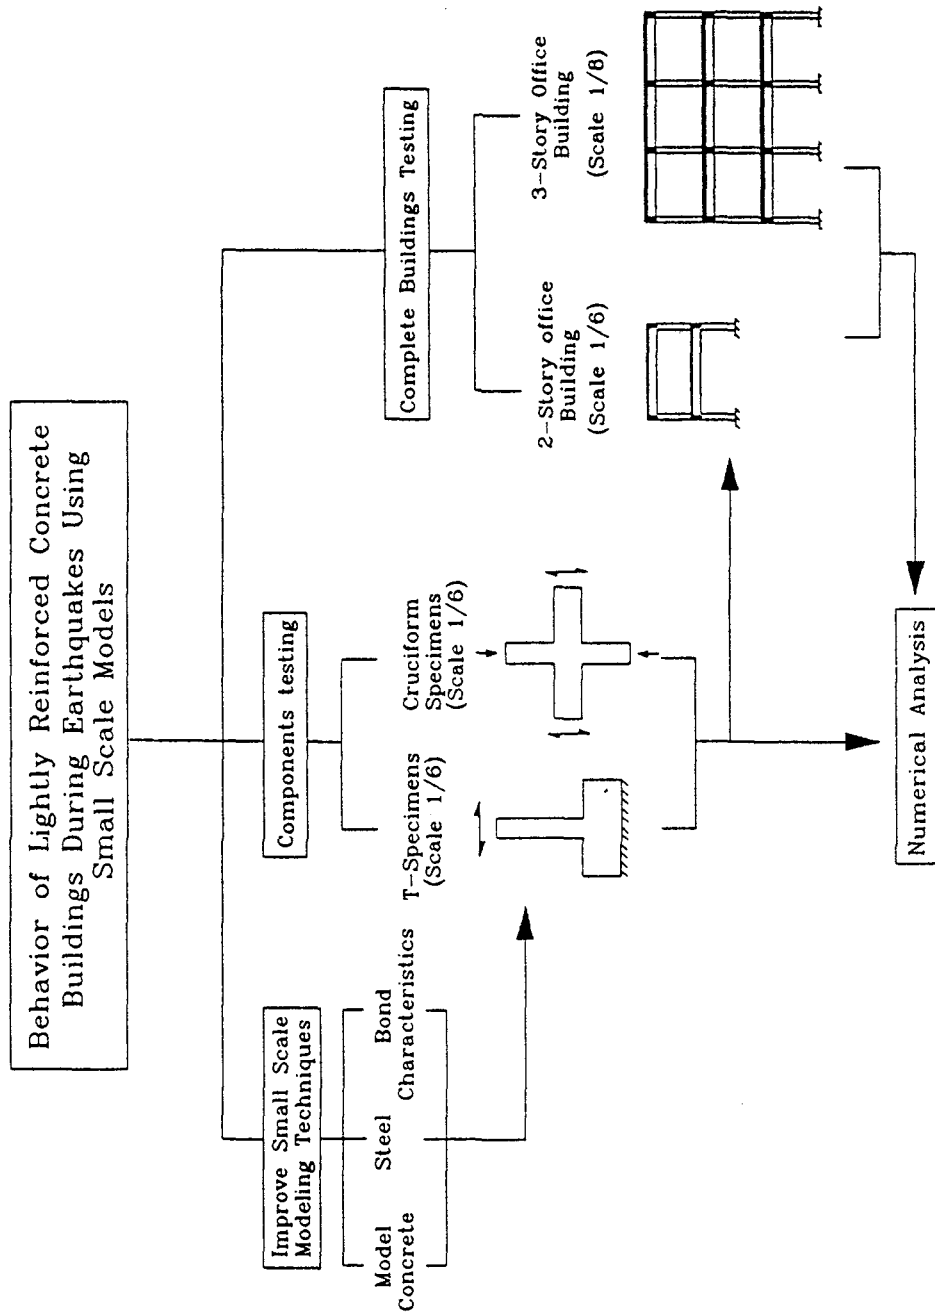 Behavior of Lightly Reinforced Concrete
Buildings During Earthquakes Using
Small Scale Models
Improve Small Scale
Modeling Techniques
Model
Concrete
Steel
Bond
Characteristics
Components testing
T-Specimens
(Scale 1/6)
Cruciform
Specimens
(Scale 1/6)
Complete Buildings Testing
2-Story office
Building
(Scale 1/6)
3-Story Office
Building
(Scale 1/8)
Numerical Analysis